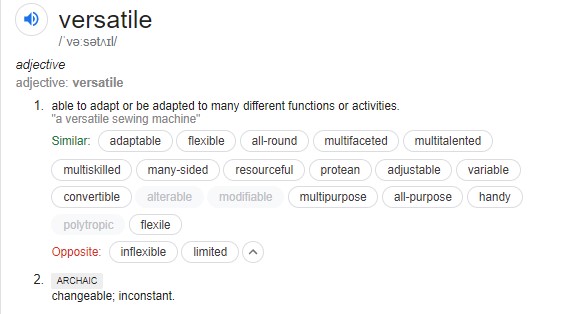 versatile
/ˈvəːsətʌɪl/
adjective
adjective: versatile
1. able to adapt or be adapted to many different functions or activities.
"a versatile sewing machine"
Similar: adaptable flexible all-round multifaceted multitalented
multiskilled many-sided resourceful protean adjustable variable
convertible alterable modifiable multipurpose all-purpose handy
polytropic flexile
Opposite: inflexible limited
2. ARCHAIC
changeable; inconstant.